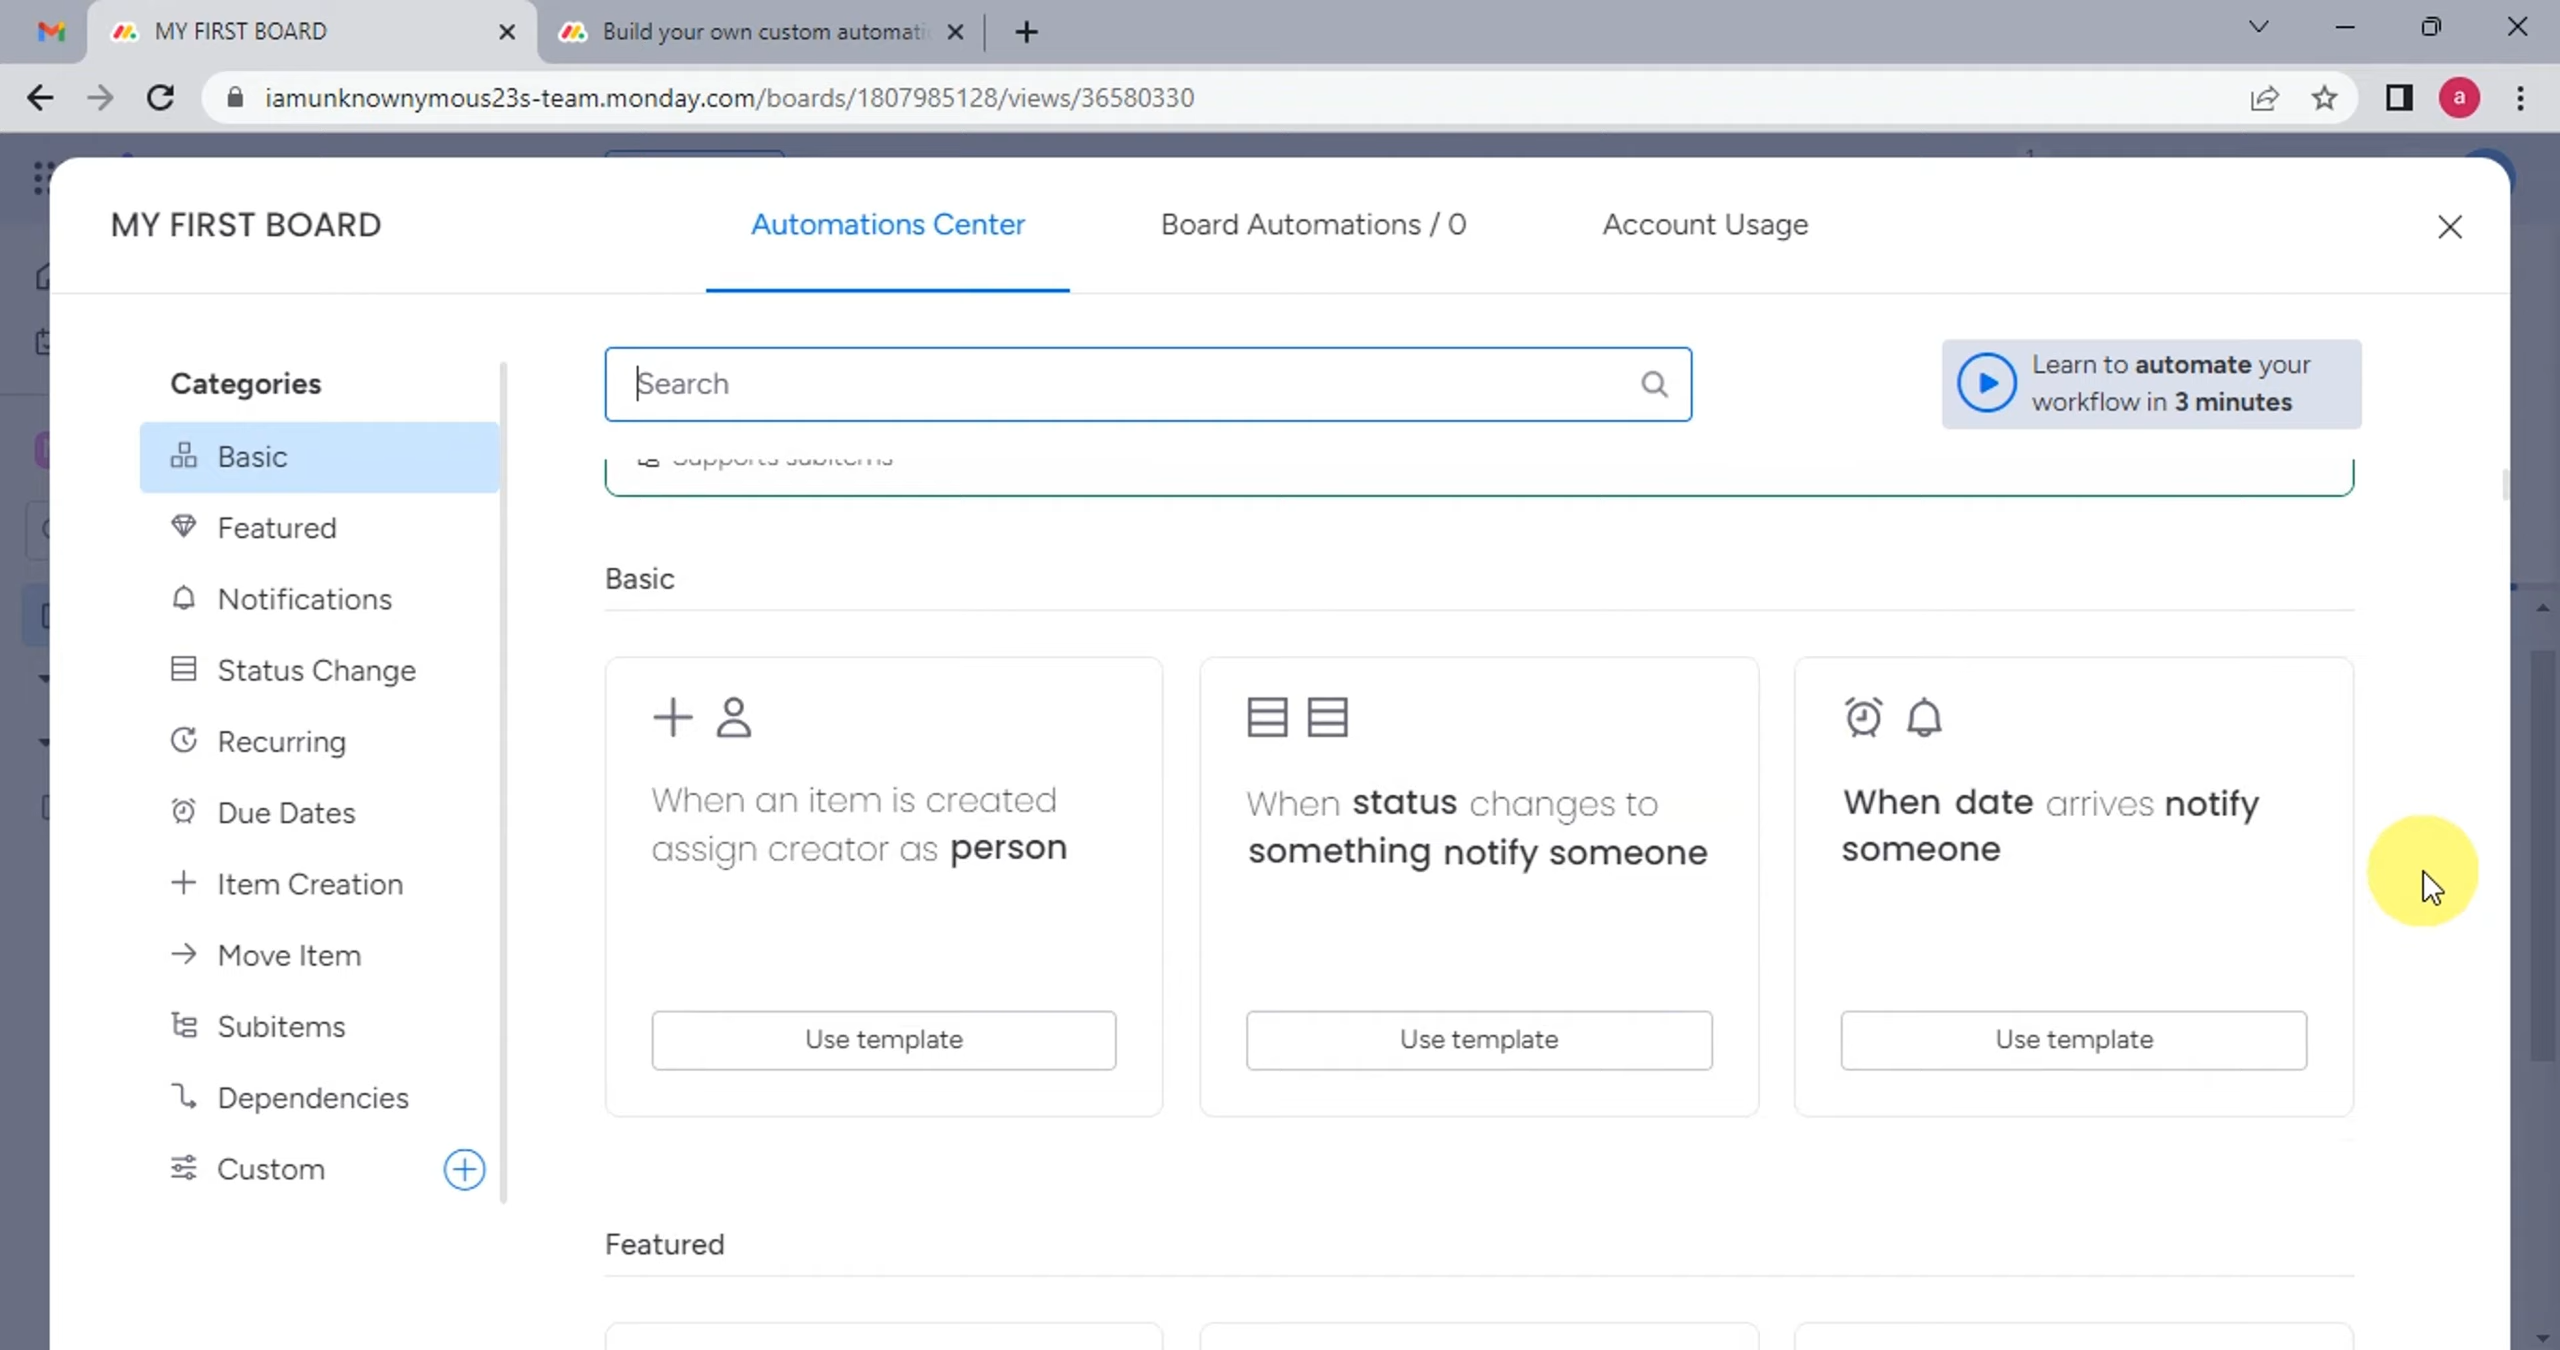 MY FIRST BOARD
Build your own custom automati
iamunknownymous23s-team.monday.com/boards/1807985128/views/36580330
a
MY FIRST BOARD
Automations Center
Board Automations / 0
Account Usage
Categories
Search
Learn to automate your
workflow in 3 minutes
Supports subitems
Basic
Featured
Notifications
Status Change
Recurring
Due Dates
Item Creation
Move Item
Subitems
Dependencies
Custom
Basic
When an item is created
assign creator as person
Use template
When status changes to
something notify someone
Use template
When date arrives notify
someone
Use template
Featured